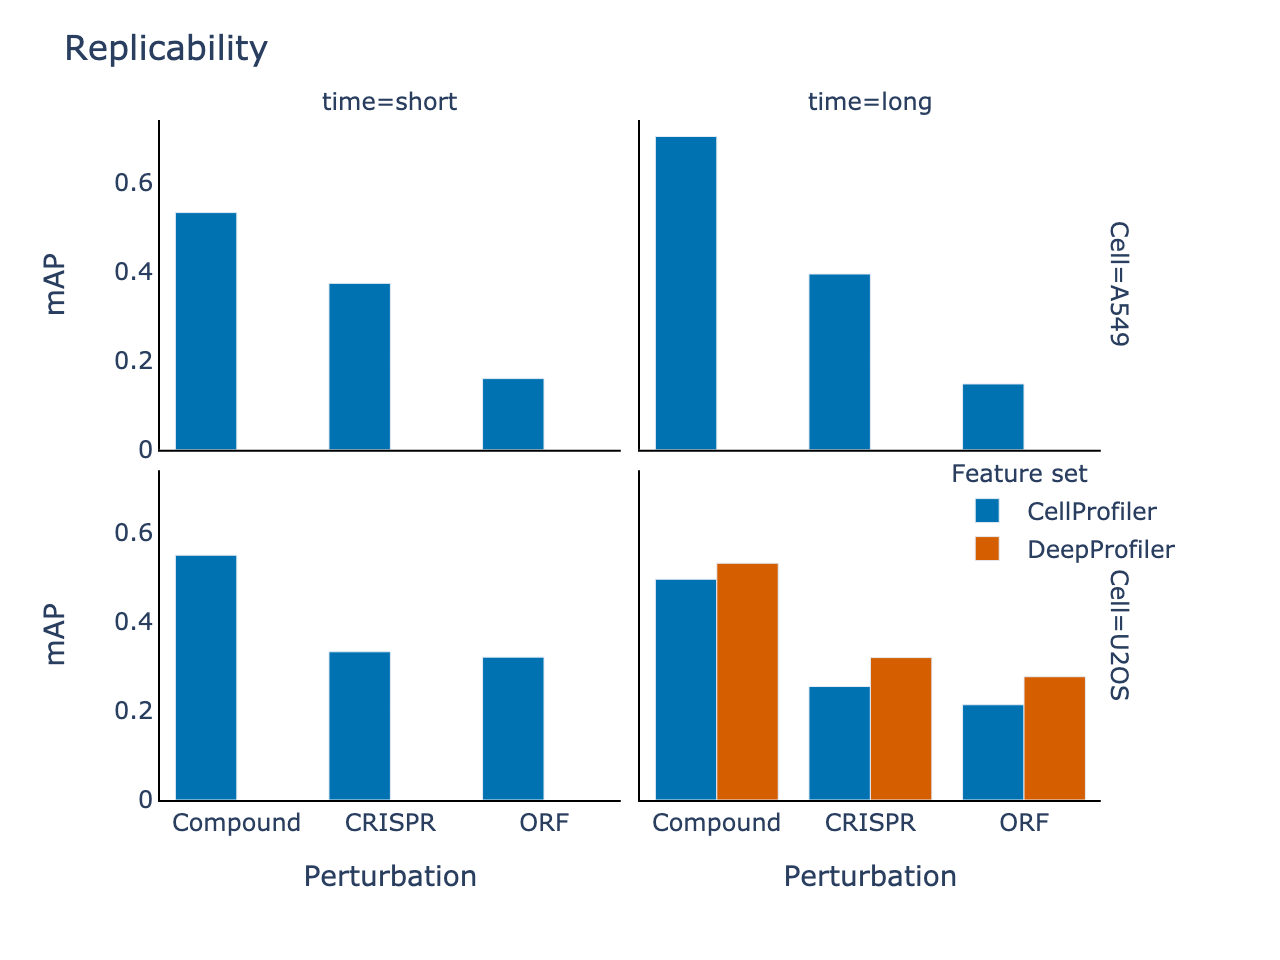 Replicability
time=short
time=long
mAP
0.6
0.4
0.2
0
Cell=A549
mAP
0.6
0.4
0.2
0
Feature set
CellProfiler
DeepProfiler
Cell=U2OS
Compound CRISPR ORF
Compound CRISPR ORF
Perturbation
Perturbation